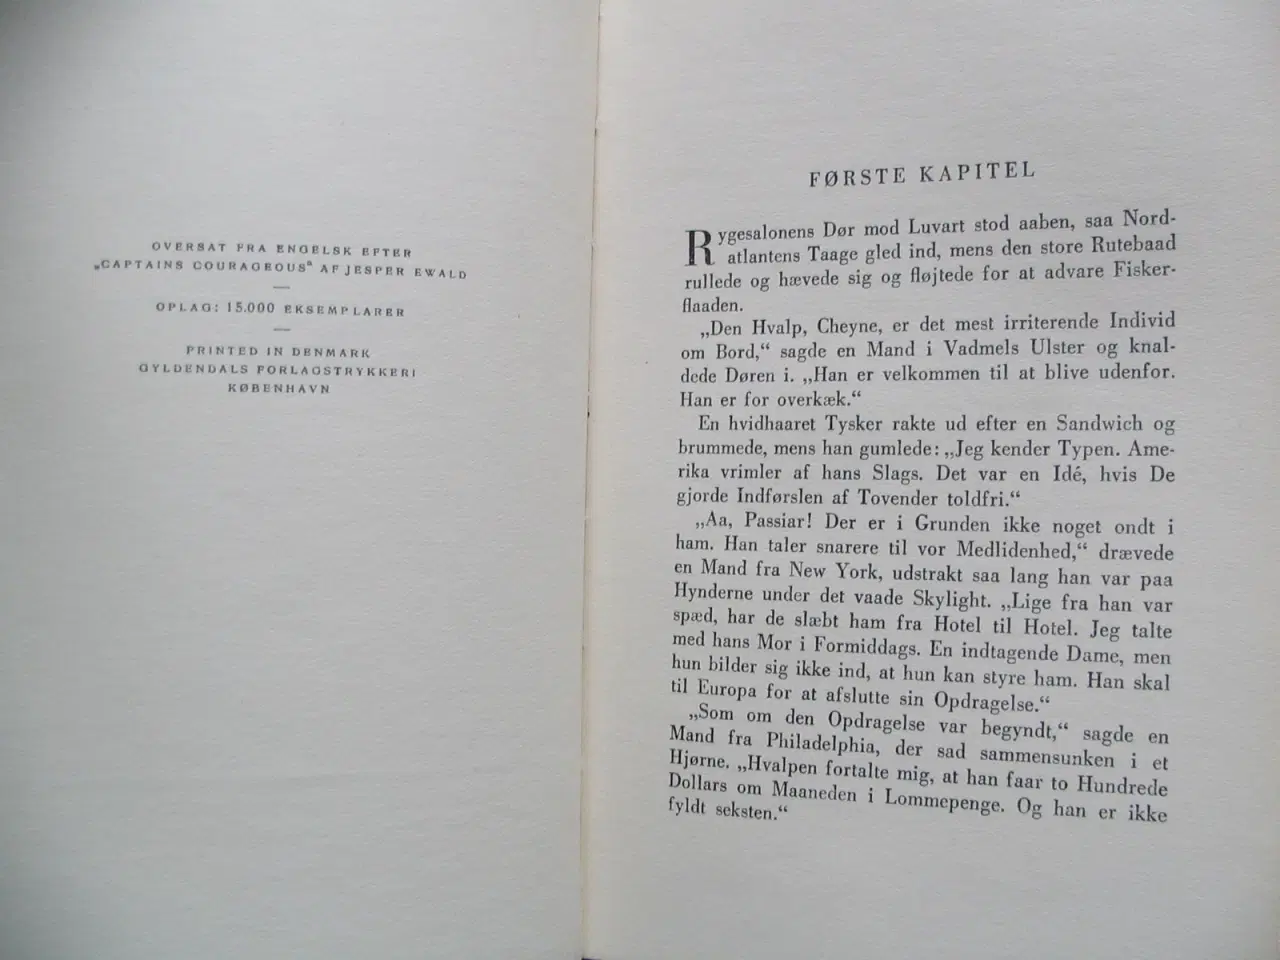 OVERSAT FRA ENGELSK EFTER
„CAPTAINS COURAGEOUS“ AF JESPER EWALD
—
OPLAG: 15.000 EKSEMPLARER
—
PRINTED IN DENMARK
GYLDENDALS FORLAGSTRYKKERI
KØBENHAVN
FØRSTE KAPITEL
Rygesalonens Dør mod Luvart stod aaben, saa Nord-
atlantens Taage gled ind, mens den store Rutebaad
rullede og hævede sig og fløjtede for at advare Fisker-
flaaden.
„Den Hvalp, Cheyne, er det mest irriterende Individ
om Bord,“ sagde en Mand i Vadmels Ulster og knal-
dede Døren i. „Han er velkommen til at blive udenfor.
Han er for overkæk.“
En hvidhaaret Tysker rakte ud efter en Sandwich og
brummede, mens han gumlede: „Jeg kender Typen. Ame-
rika vrimler af hans Slags. Det var en Idé, hvis De
gjorde Indførslen af Tovender toldfri.“
„Aa, Passiar! Der er i Grunden ikke noget ondt i
ham. Han taler snarere til vor Medlidenhed,“ drævede
en Mand fra New York, udstrakt saa lang han var paa
Hynderne under det vaade Skylight. „Lige fra han var
spæd, har de slæbt ham fra Hotel til Hotel. Jeg talte
med hans Mor i Formiddags. En indtagende Dame, men
hun bilder sig ikke ind, at hun kan styre ham. Han skal
til Europa for at afslutte sin Opdragelse.“
„Som om den Opdragelse var begyndt,“ sagde en
Mand fra Philadelphia, der sad sammensunken i et
Hjørne. „Hvalpen fortalte mig, at han faar to Hundrede
Dollars om Maaneden i Lommepenge. Og han er ikke
fyldt seksten.“